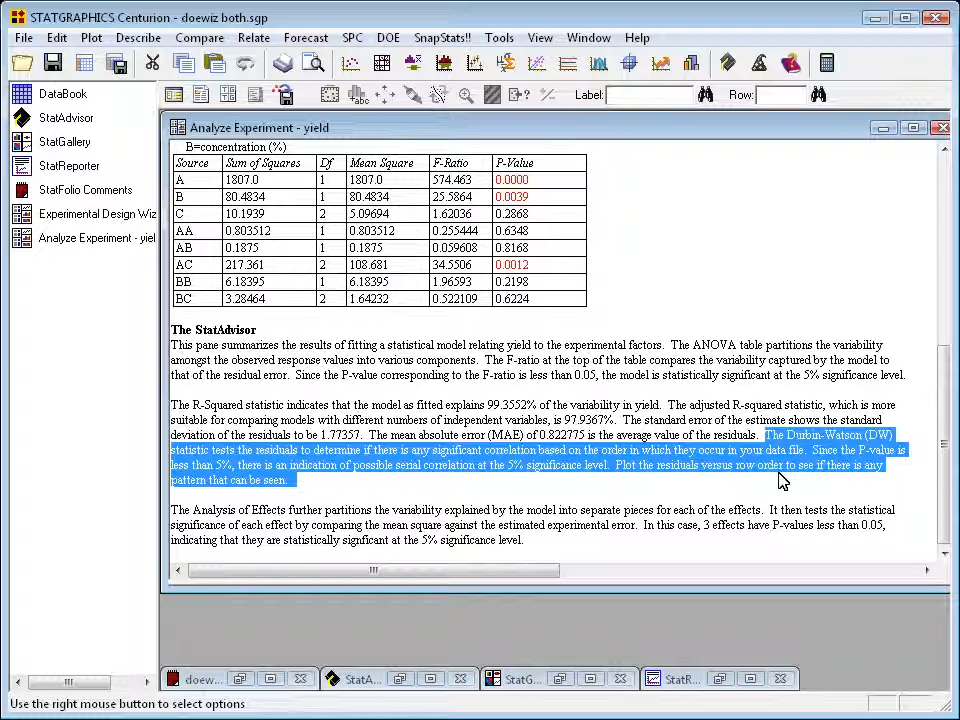 STATGRAPHICS Centurion - doewiz both.sgp
File Edit Plot Describe Compare Relate Forecast SPC DOE SnapStats!! Tools View Window Help
Label: Row:
DataBook
StatAdvisor
StatGallery
StatReporter
StatFolio Comments
Experimental Design Wiz
Analyze Experiment - yiel
Analyze Experiment - yield
B=concentration (%)
Source Sum of Squares Df Mean Square F-Ratio P-Value
A 1807.0 1 1807.0 574.463 0.0000
B 80.4834 1 80.4834 25.5864 0.0039
C 10.1939 2 5.09694 1.62036 0.2868
AA 0.803512 1 0.803512 0.255444 0.6348
AB 0.1875 1 0.1875 0.059608 0.8168
AC 217.361 2 108.681 34.5506 0.0012
BB 6.18395 1 6.18395 1.96593 0.2198
BC 3.28464 2 1.64232 0.522109 0.6224
The StatAdvisor
This pane summarizes the results of fitting a statistical model relating yield to the experimental factors. The ANOVA table partitions the variability
amongst the observed response values into various components. The F-ratio at the top of the table compares the variability captured by the model to
that of the residual error. Since the P-value corresponding to the F-ratio is less than 0.05, the model is statistically significant at the 5% significance level.
The R-Squared statistic indicates that the model as fitted explains 99.3552% of the variability in yield. The adjusted R-squared statistic, which is more
suitable for comparing models with different numbers of independent variables, is 97.9367%. The standard error of the estimate shows the standard
deviation of the residuals to be 1.77357. The mean absolute error (MAE) of 0.822775 is the average value of the residuals. The Durbin-Watson (DW)
statistic tests the residuals to determine if there is any significant correlation based on the order in which they occur in your data file. Since the P-value is
less than 5%, there is an indication of possible serial correlation at the 5% significance level. Plot the residuals versus row order to see if there is any
pattern that can be seen.
The Analysis of Effects further partitions the variability explained by the model into separate pieces for each of the effects. It then tests the statistical
significance of each effect by comparing the mean square against the estimated experimental error. In this case, 3 effects have P-values less than 0.05,
indicating that they are statistically signficant at the 5% significance level.
doew... StatA... StatG... StatR...
Use the right mouse button to select options